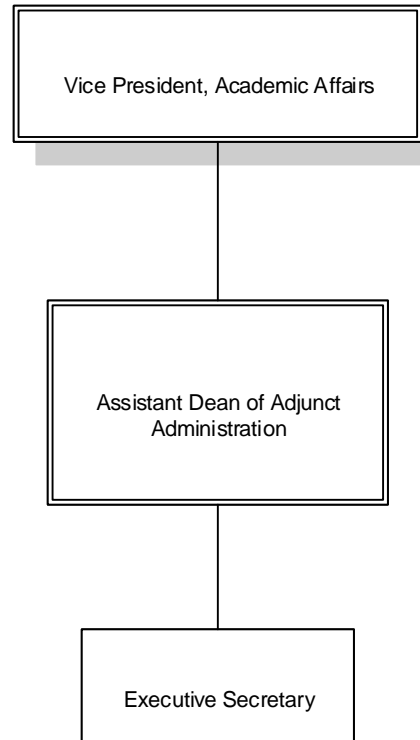 Vice President, Academic Affairs
Assistant Dean of Adjunct
Administration
Executive Secretary